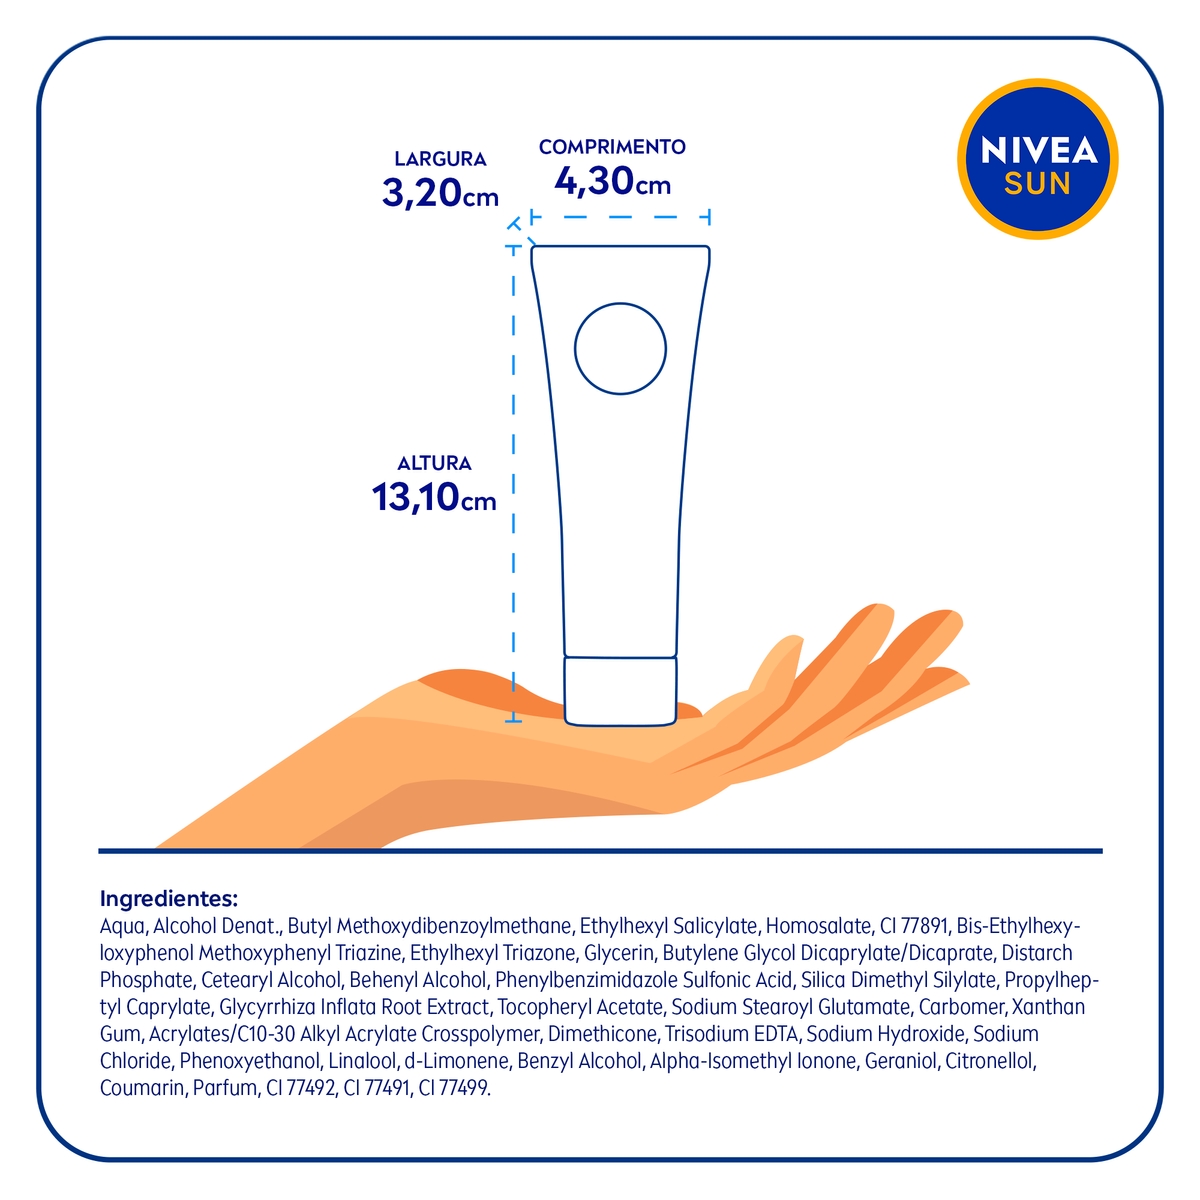 LARGURA
3,20cm
COMPRIMENTO
4,30cm
NIVEA
SUN
ALTURA
13,10cm
Ingredientes:
Aqua, Alcohol Denat., Butyl Methoxydibenzoylmethane, Ethylhexyl Salicylate, Homosalate, CI 77891, Bis-Ethylhexy-
loxyphenol Methoxyphenyl Triazine, Ethylhexyl Triazone, Glycerin, Butylene Glycol Dicaprylate/Dicaprate, Distarch
Phosphate, Cetearyl Alcohol, Behenyl Alcohol, Phenylbenzimidazole Sulfonic Acid, Silica Dimethyl Silylate, Propylhep-
tyl Caprylate, Glycyrrhiza Inflata Root Extract, Tocopheryl Acetate, Sodium Stearoyl Glutamate, Carbomer, Xanthan
Gum, Acrylates/C10-30 Alkyl Acrylate Crosspolymer, Dimethicone, Trisodium EDTA, Sodium Hydroxide, Sodium
Chloride, Phenoxyethanol, Linalool, d-Limonene, Benzyl Alcohol, Alpha-Isomethyl Ionone, Geraniol, Citronellol,
Coumarin, Parfum, CI 77492, CI 77491, CI 77499.